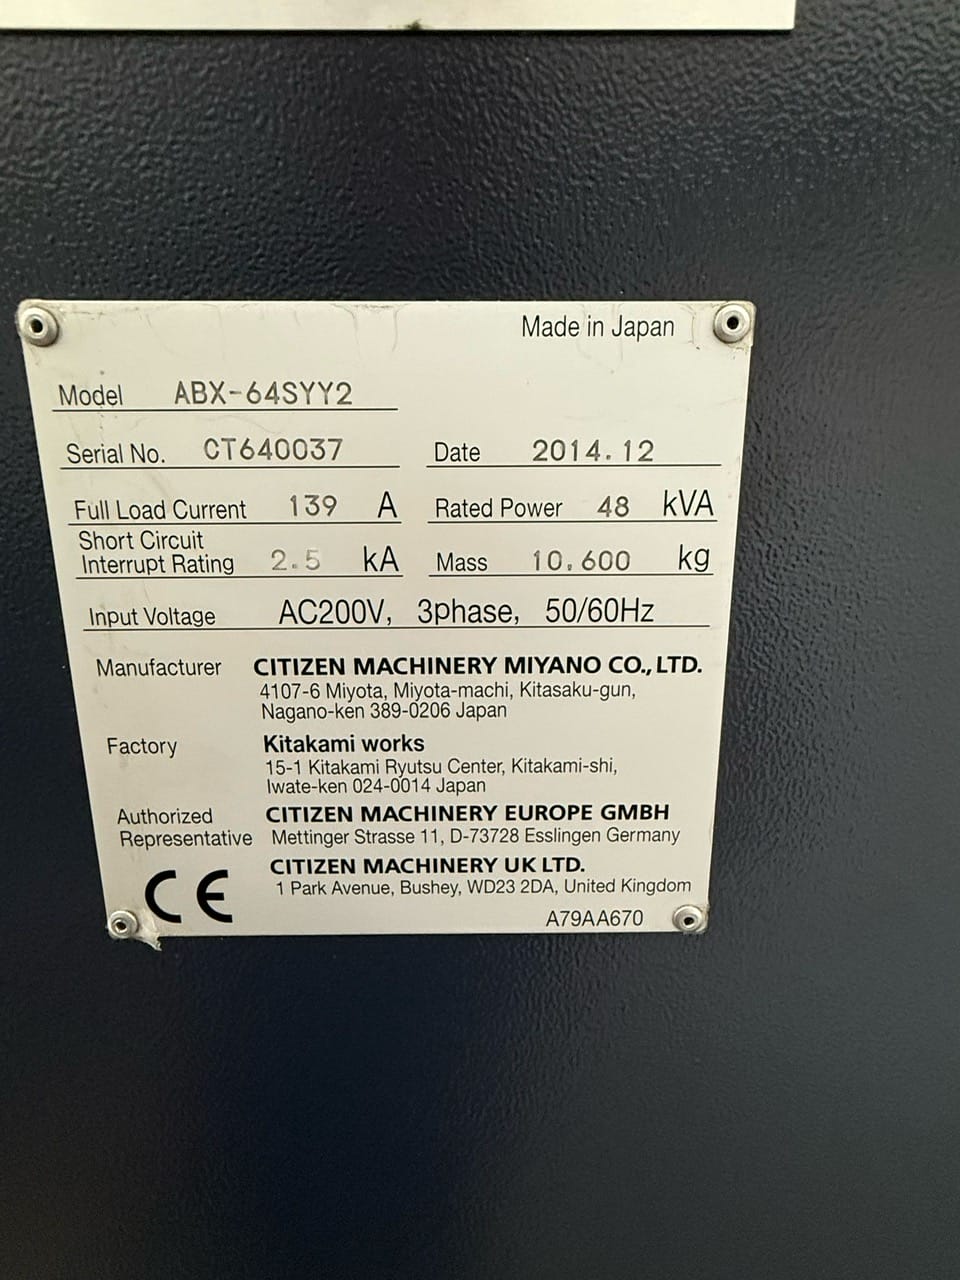 Made in Japan
Model ABX-64SYY2
Serial No. CT640037 Date 2014.12
Full Load Current 139 A Rated Power 48 kVA
Short Circuit
Interrupt Rating 2.5 kA Mass 10,600 kg
Input Voltage AC200V, 3phase, 50/60Hz
Manufacturer CITIZEN MACHINERY MIYANO CO., LTD.
4107-6 Miyota, Miyota-machi, Kitasaku-gun,
Nagano-ken 389-0206 Japan
Factory Kitakami works
15-1 Kitakami Ryutsu Center, Kitakami-shi,
Iwate-ken 024-0014 Japan
Authorized CITIZEN MACHINERY EUROPE GMBH
Representative Mettinger Strasse 11, D-73728 Esslingen Germany
CITIZEN MACHINERY UK LTD.
1 Park Avenue, Bushey, WD23 2DA, United Kingdom
CE
A79AA670